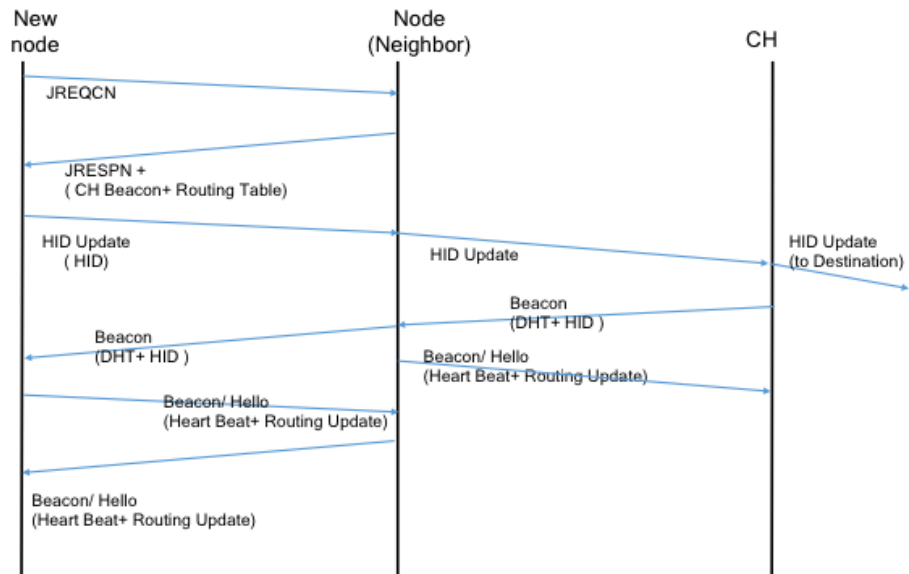 New
node
Node
(Neighbor)
CH
JREQCN
JRESPN +
( CH Beacon+ Routing Table)
HID Update
( HID)
HID Update
HID Update
(to Destination)
Beacon
(DHT+ HID )
Beacon
(DHT+ HID )
Beacon/ Hello
(Heart Beat+ Routing Update)
Beacon/ Hello
(Heart Beat+ Routing Update)
Beacon/ Hello
(Heart Beat+ Routing Update)